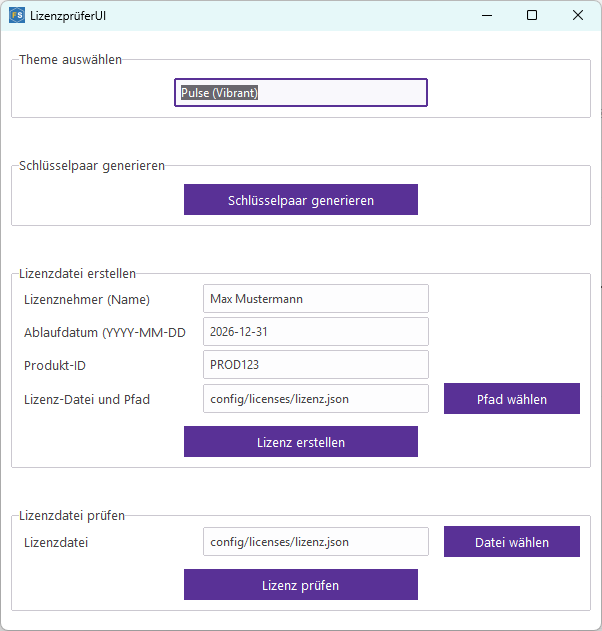 FS LizenzprüferUI
Theme auswählen
Pulse (Vibrant)
Schlüsselpaar generieren
Schlüsselpaar generieren
Lizenzdatei erstellen
Lizenznehmer (Name) Max Mustermann
Ablaufdatum (YYYY-MM-DD 2026-12-31
Produkt-ID PROD123
Lizenz-Datei und Pfad config/licenses/lizenz.json Pfad wählen
Lizenz erstellen
Lizenzdatei prüfen
Lizenzdatei config/licenses/lizenz.json Datei wählen
Lizenz prüfen